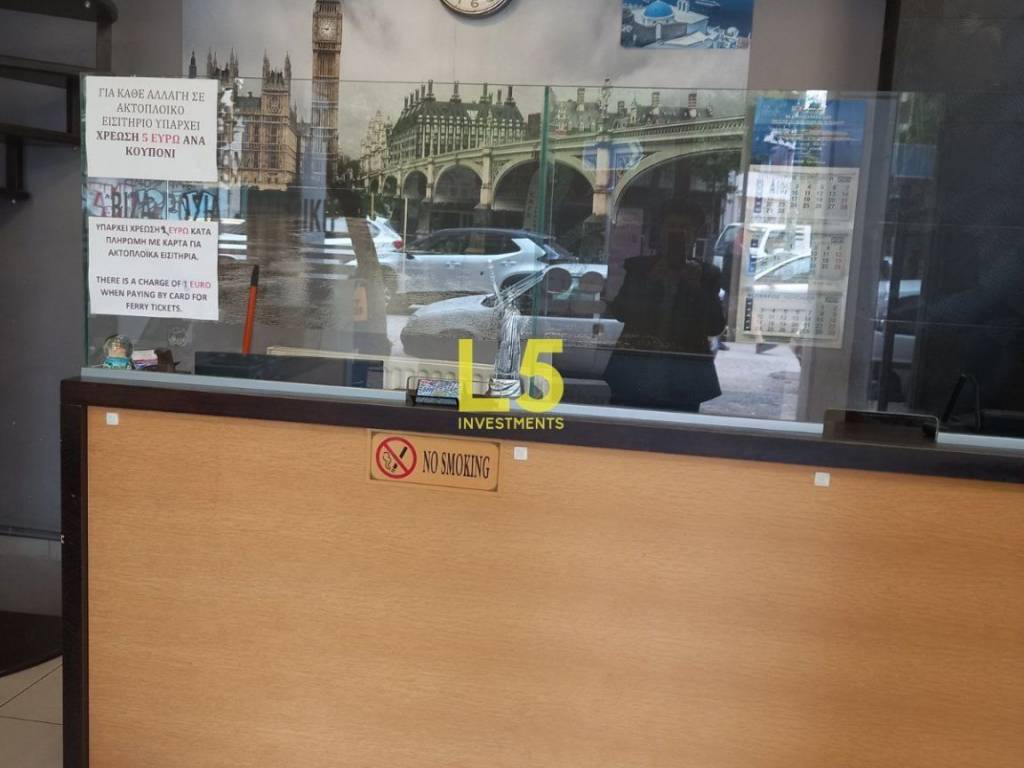 ΓΙΑ ΚΑΘΕ ΑΛΛΑΓΗ ΣΕ
ΑΚΤΟΠΛΟΙΚΟ
ΕΙΣΙΤΗΡΙΟ ΥΠΑΡΧΕΙ
ΧΡΕΩΣΗ 5 ΕΥΡΩ ΑΝΑ
ΚΟΥΠΟΝΙ
ΥΠΑΡΧΕΙ ΧΡΕΩΣΗ 1 ΕΥΡΩ ΚΑΤΑ
ΠΛΗΡΩΜΗ ΜΕ ΚΑΡΤΑ ΓΙΑ
ΑΚΤΟΠΛΟΪΚΑ ΕΙΣΙΤΗΡΙΑ.
THERE IS A CHARGE OF 1 EURO
WHEN PAYING BY CARD FOR
FERRY TICKETS.
L5
INVESTMENTS
NO SMOKING